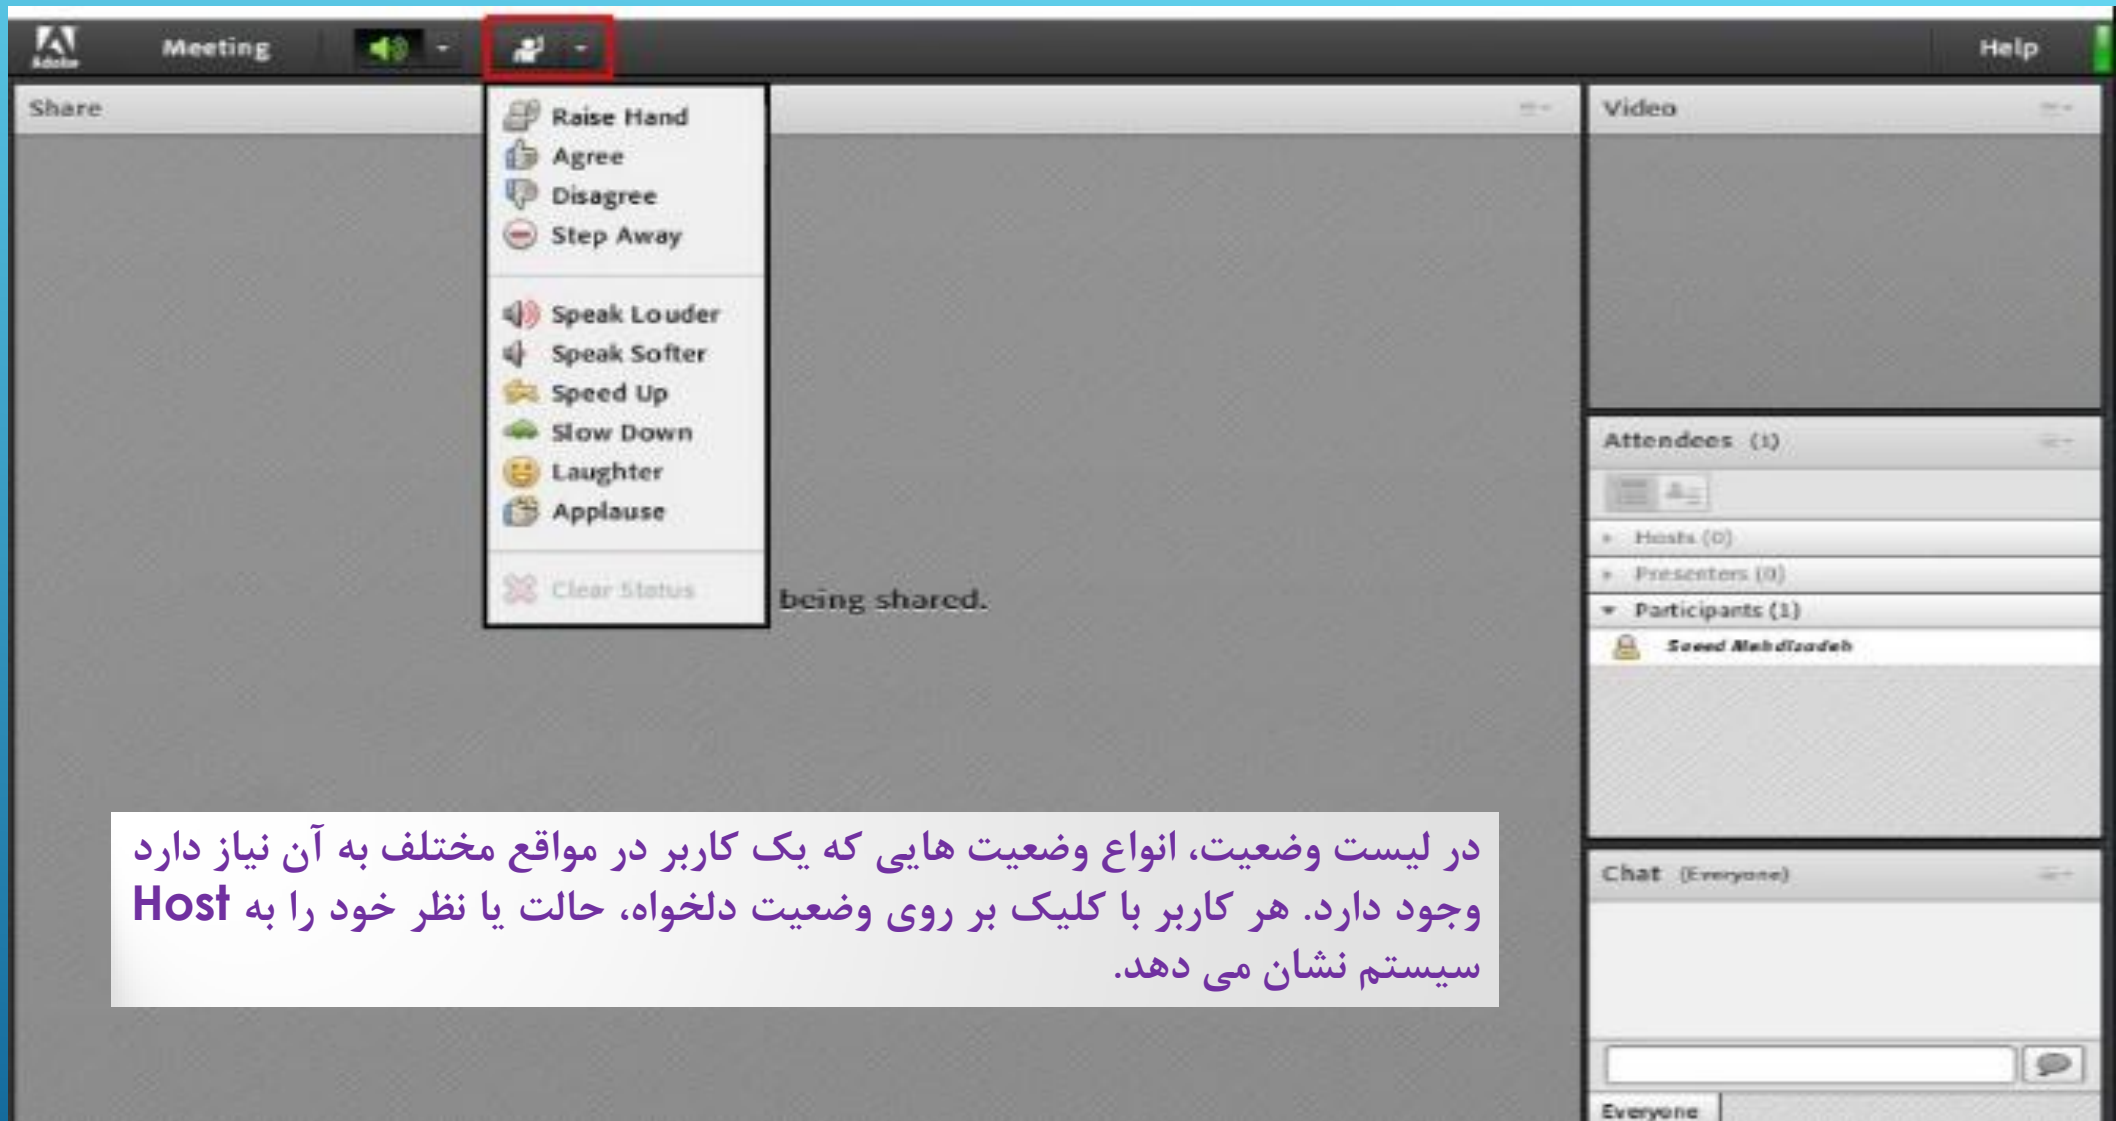 Adobe
Meeting
Help
Share
Raise Hand
Agree
Disagree
Step Away
Speak Louder
Speak Softer
Speed Up
Slow Down
Laughter
Applause
Clear Status
being shared.
Video
Attendees (1)
Hosts (0)
Presenters (0)
Participants (1)
Saeed Mehdizadeh
Chat (Everyone)
Everyone
در لیست وضعیت، انواع وضعیت هایی که یک کاربر در مواقع مختلف به آن نیاز دارد
وجود دارد. هر کاربر با کلیک بر روی وضعیت دلخواه، حالت یا نظر خود را به Host
سیستم نشان می دهد.